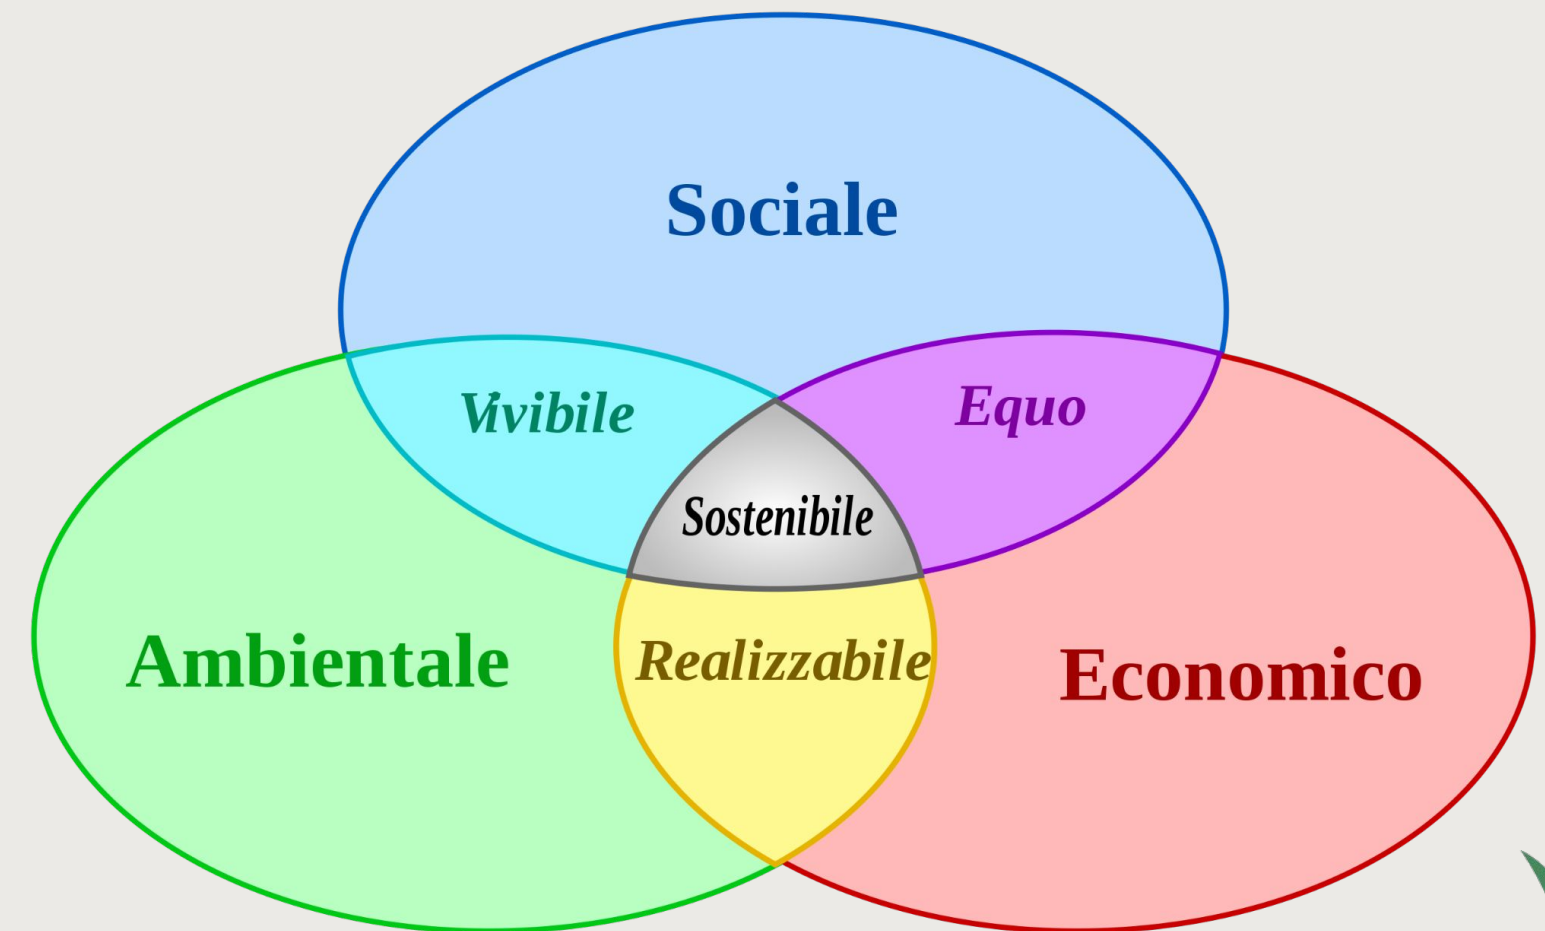 Sociale
Vivibile
Equo
Sostenibile
Ambientale
Realizzabile
Economico